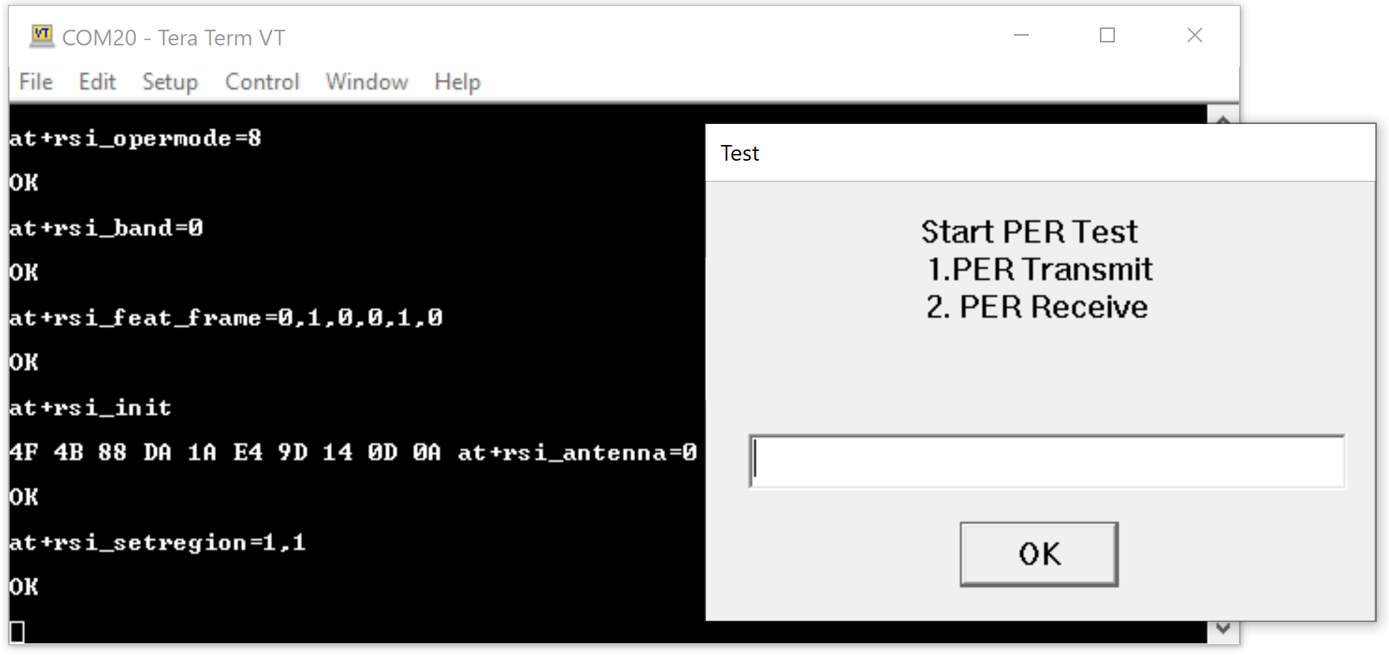 COM20 - Tera Term VT
File Edit Setup Control Window Help
at+rsi_opermode=8
OK
at+rsi_band=0
OK
at+rsi_feat_frame=0,1,0,0,1,0
OK
at+rsi_init
4F 4B 88 DA 1A E4 9D 14 0D 0A at+rsi_antenna=0
OK
at+rsi_setregion=1,1
OK
Test
Start PER Test
1.PER Transmit
2. PER Receive
OK